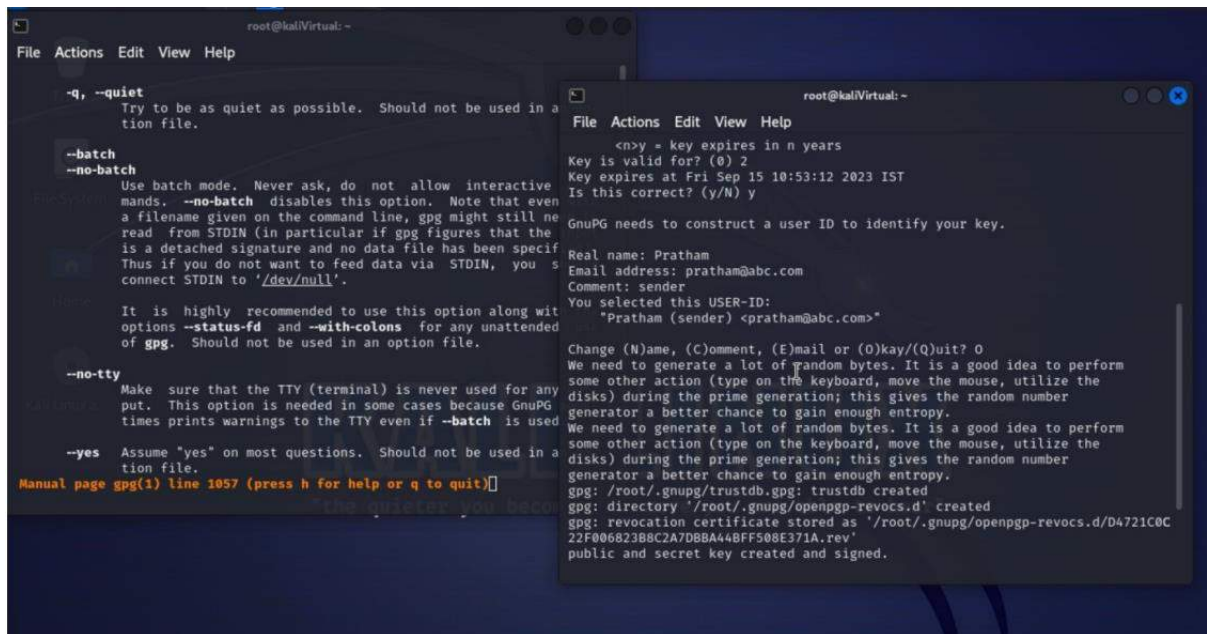 root@kaliVirtual: ~
File Actions Edit View Help
-q, --quiet
Try to be as quiet as possible. Should not be used in a
tion file.
--batch
--no-batch
Use batch mode. Never ask, do not allow interactive
mands. --no-batch disables this option. Note that even
a filename given on the command line, gpg might still ne
read from STDIN (in particular if gpg figures that the
is a detached signature and no data file has been specif
Thus if you do not want to feed data via STDIN, you s
connect STDIN to ‘/dev/null’.
It is highly recommended to use this option along wit
options --status-fd and --with-colons for any unattended
of gpg. Should not be used in an option file.
--no-tty
Make sure that the TTY (terminal) is never used for any
put. This option is needed in some cases because GnuPG
times prints warnings to the TTY even if --batch is used
--yes Assume "yes" on most questions. Should not be used in a
tion file.
Manual page gpg(1) line 1057 (press h for help or q to quit)
"the quieter you becom
root@kaliVirtual: ~
File Actions Edit View Help
<n>y = key expires in n years
Key is valid for? (0) 2
Key expires at Fri Sep 15 10:53:12 2023 IST
Is this correct? (y/N) y
GnuPG needs to construct a user ID to identify your key.
Real name: Pratham
Email address: pratham@abc.com
Comment: sender
You selected this USER-ID:
"Pratham (sender) <pratham@abc.com>"
Change (N)ame, (C)omment, (E)mail or (O)kay/(Q)uit? O
We need to generate a lot of random bytes. It is a good idea to perform
some other action (type on the keyboard, move the mouse, utilize the
disks) during the prime generation; this gives the random number
generator a better chance to gain enough entropy.
We need to generate a lot of random bytes. It is a good idea to perform
some other action (type on the keyboard, move the mouse, utilize the
disks) during the prime generation; this gives the random number
generator a better chance to gain enough entropy.
gpg: /root/.gnupg/trustdb.gpg: trustdb created
gpg: directory '/root/.gnupg/openpgp-revocs.d' created
gpg: revocation certificate stored as '/root/.gnupg/openpgp-revocs.d/D4721C0C
22F006823B8C2A7DBBA44BFF508E371A.rev'
public and secret key created and signed.